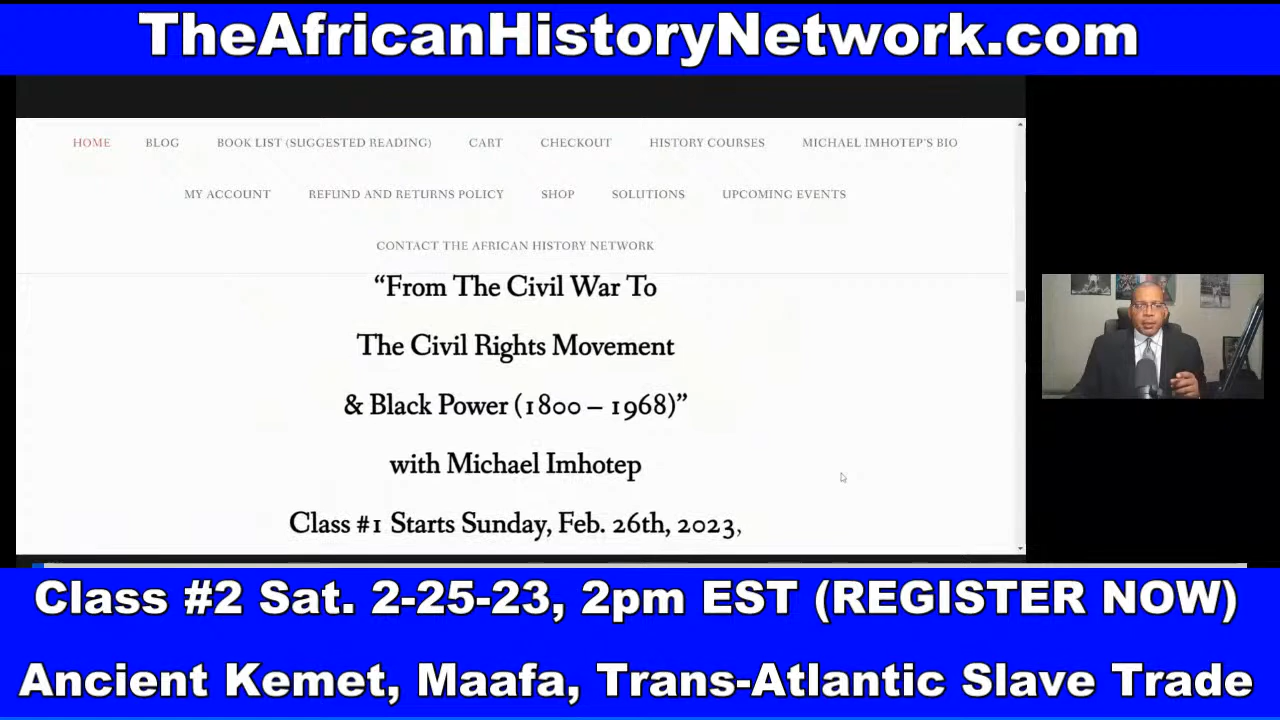 TheAfricanHistoryNetwork.com
HOME BLOG BOOK LIST (SUGGESTED READING) CART CHECKOUT HISTORY COURSES MICHAEL IMHOTEP'S BIO
MY ACCOUNT REFUND AND RETURNS POLICY SHOP SOLUTIONS UPCOMING EVENTS
CONTACT THE AFRICAN HISTORY NETWORK
“From The Civil War To
The Civil Rights Movement
& Black Power (1800 – 1968)”
with Michael Imhotep
Class #1 Starts Sunday, Feb. 26th, 2023,
Class #2 Sat. 2-25-23, 2pm EST (REGISTER NOW)
Ancient Kemet, Maafa, Trans-Atlantic Slave Trade